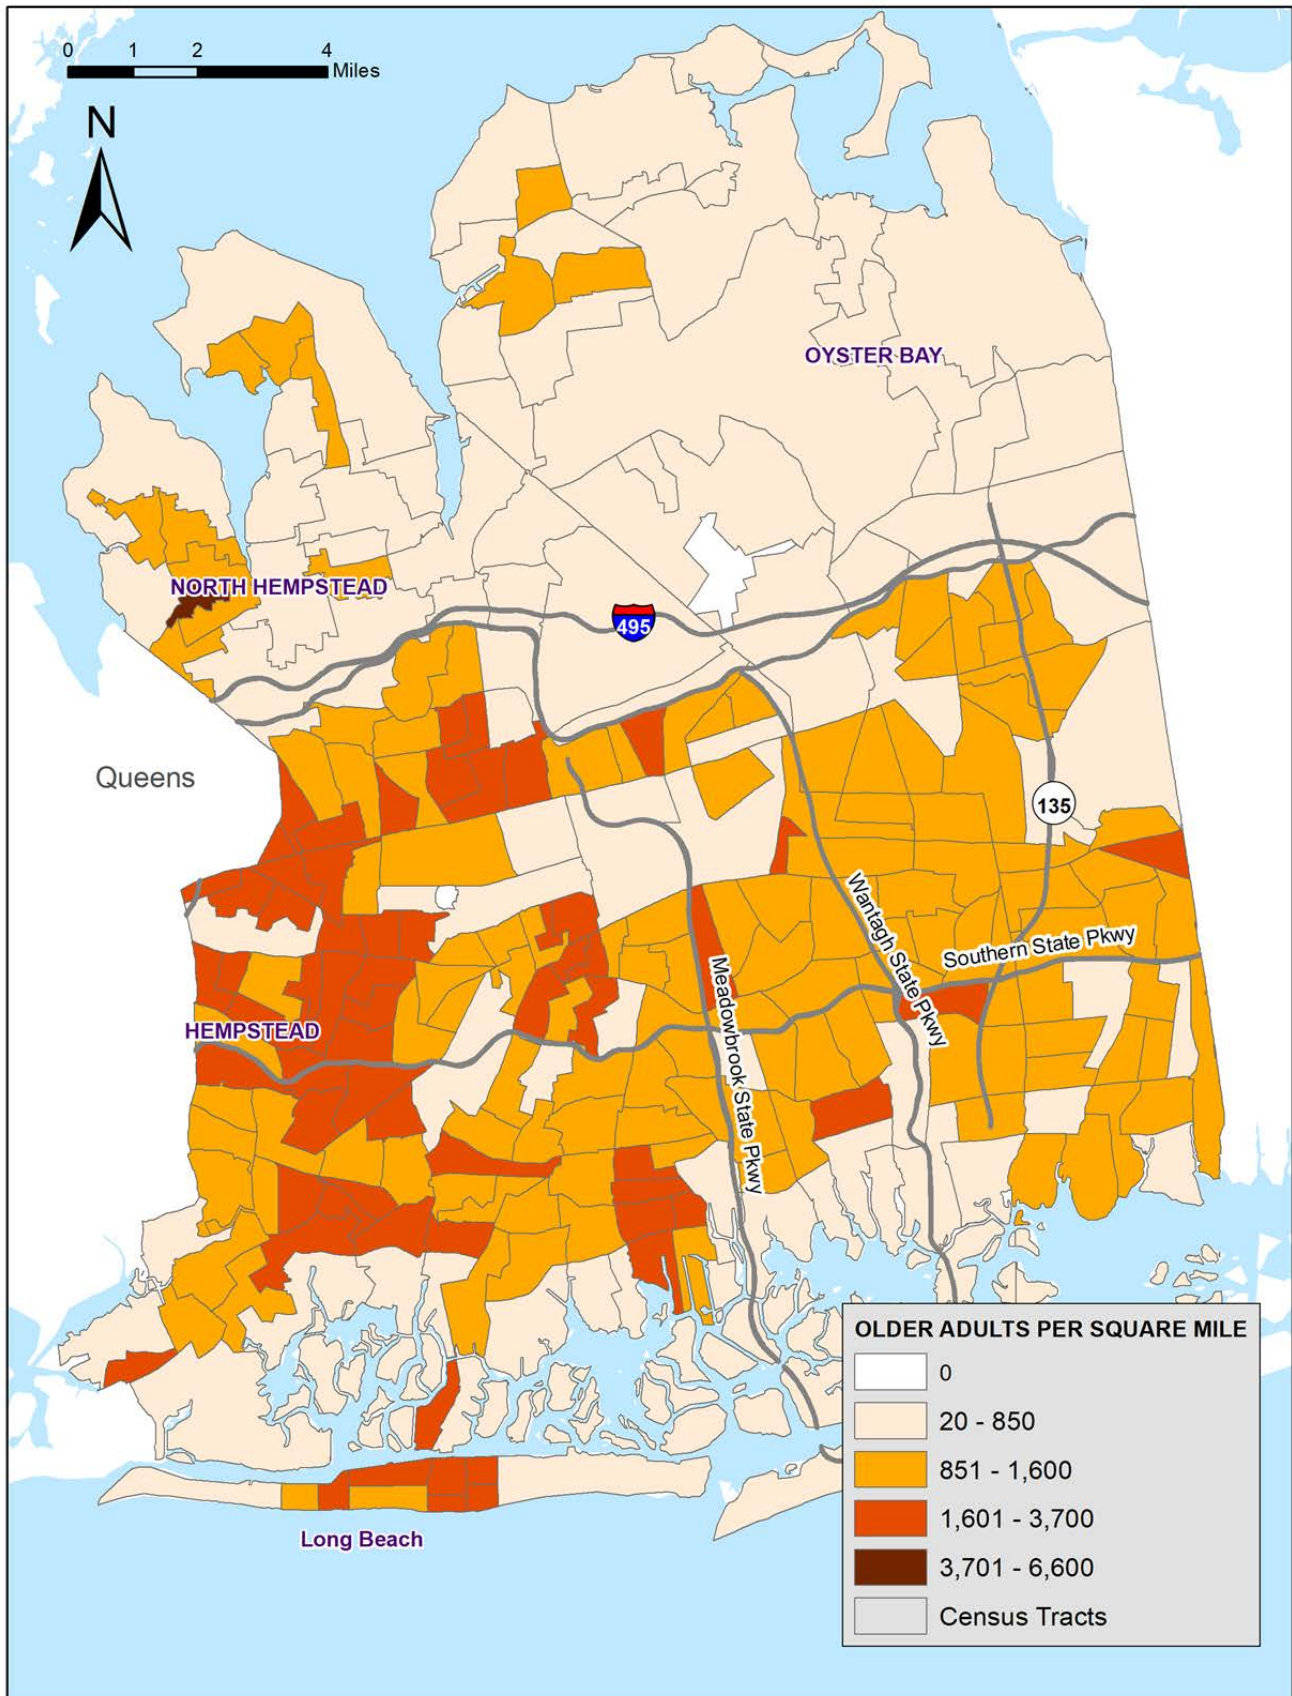 0 1 2 4
Miles
N
OYSTER BAY
NORTH HEMPSTEAD
495
Queens
135
Wantagh State Pkwy
Southern State Pkwy
Meadowbrook State Pkwy
HEMPSTEAD
Long Beach
OLDER ADULTS PER SQUARE MILE
0
20 - 850
851 - 1,600
1,601 - 3,700
3,701 - 6,600
Census Tracts